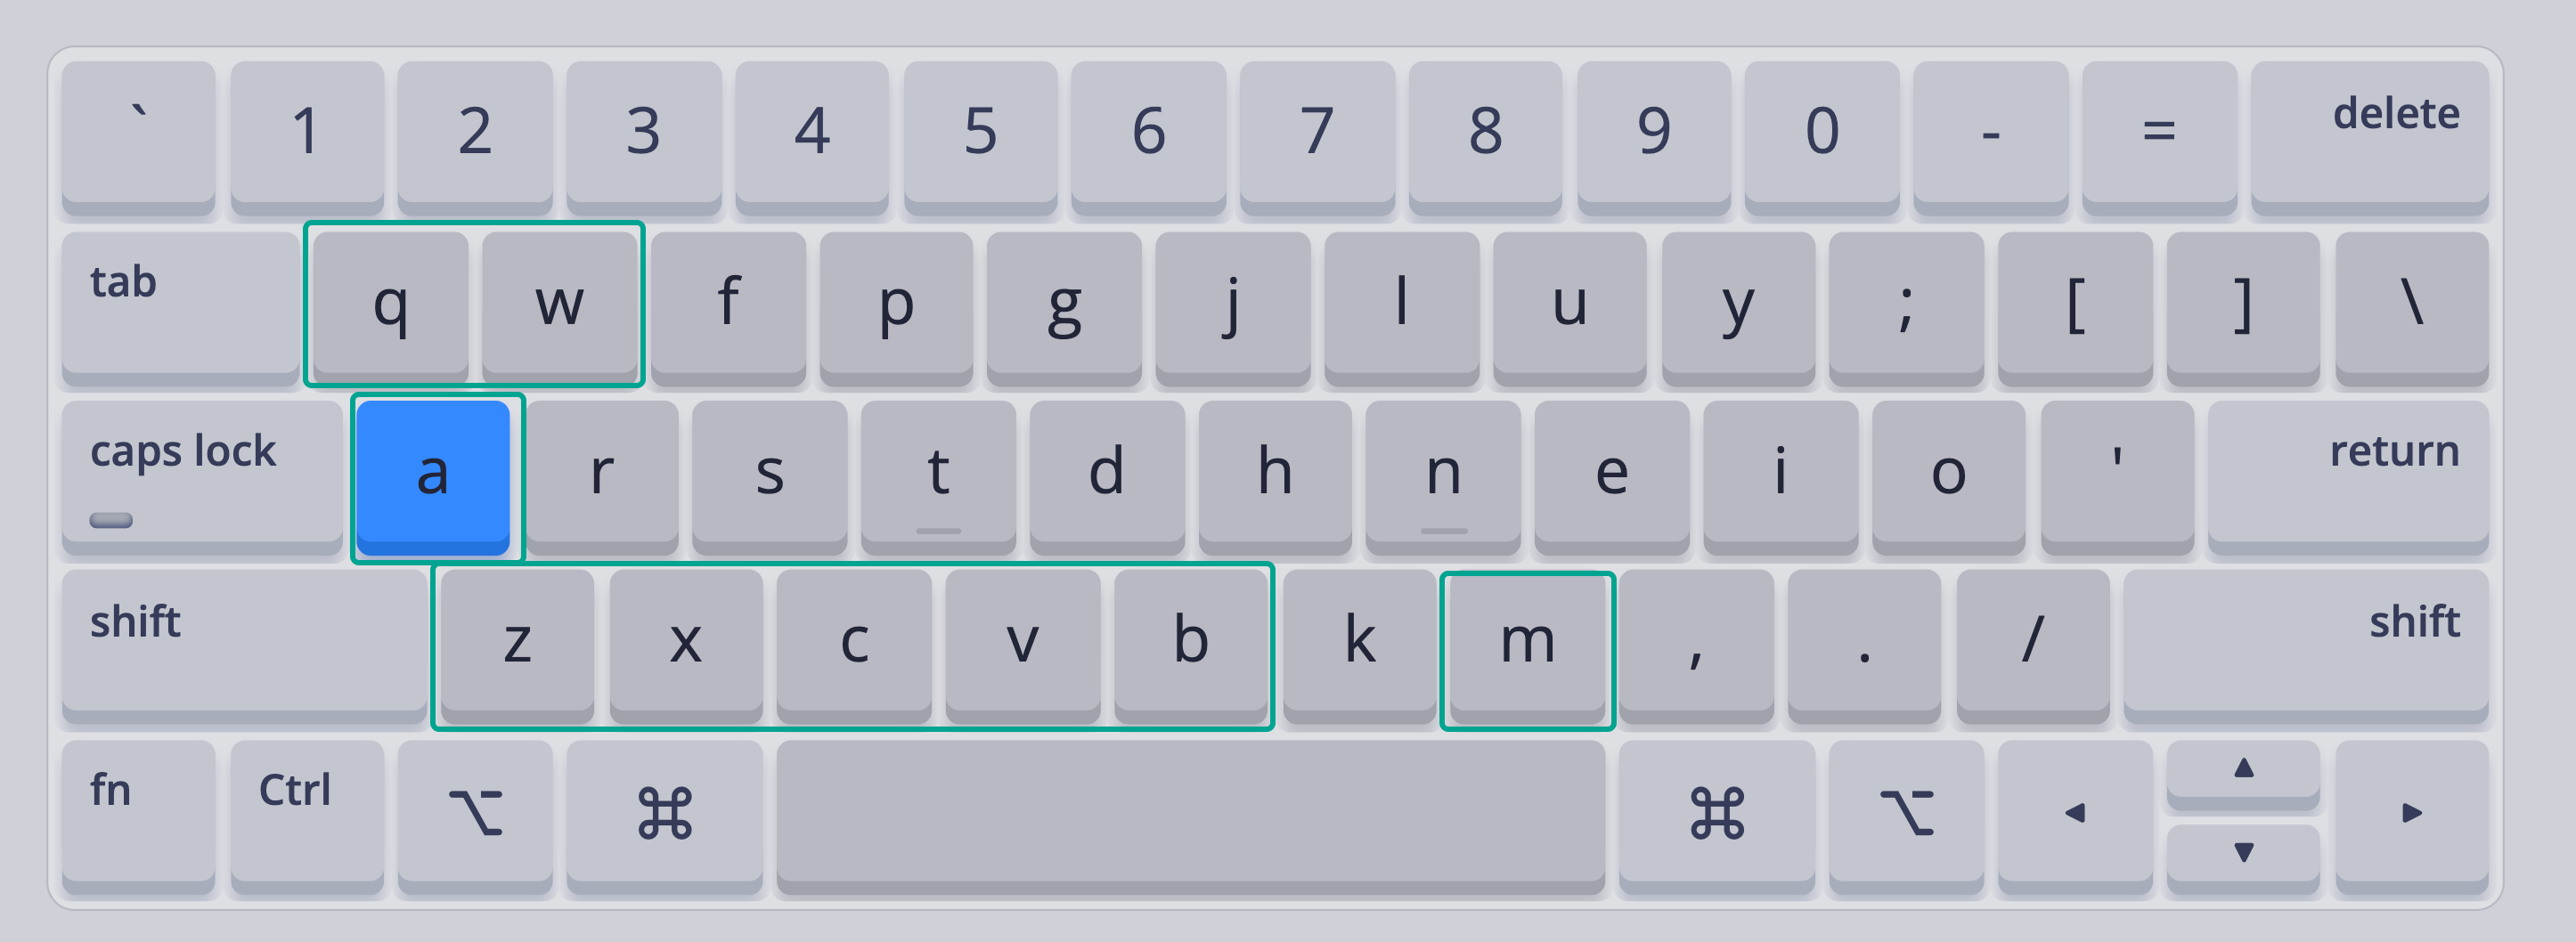 ` 1 2 3 4 5 6 7 8 9 0 - = delete
tab q w f p g j l u y ; [ ] \
caps lock a r s t d h n e i o ' return
shift z x c v b k m , . / shift
fn Ctrl ⌥ ⌘ ⌘ ⌥ ◀ ▲ ▼ ▶